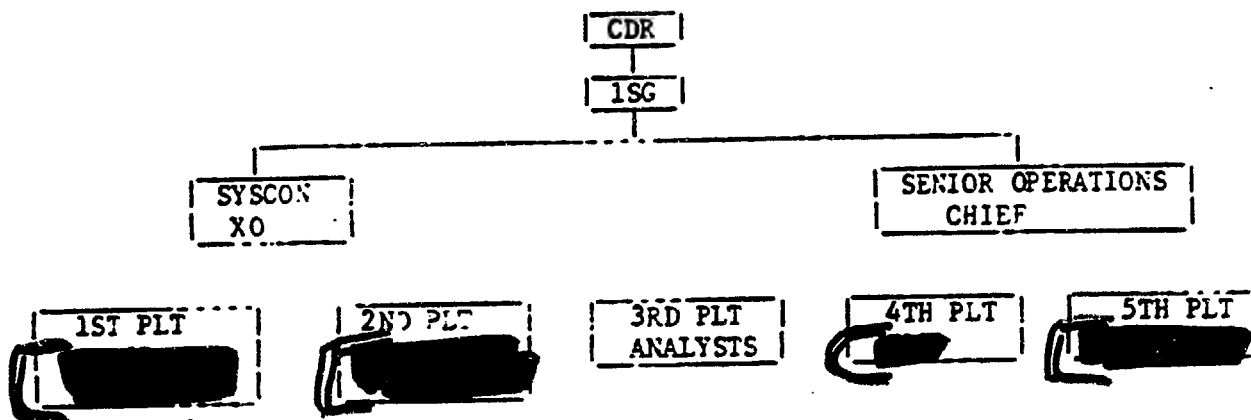 CDR
1SG
SYSCON
XO
SENIOR OPERATIONS
CHIEF
1ST PLT
2ND PLT
3RD PLT
ANALYSTS
4TH PLT
5TH PLT